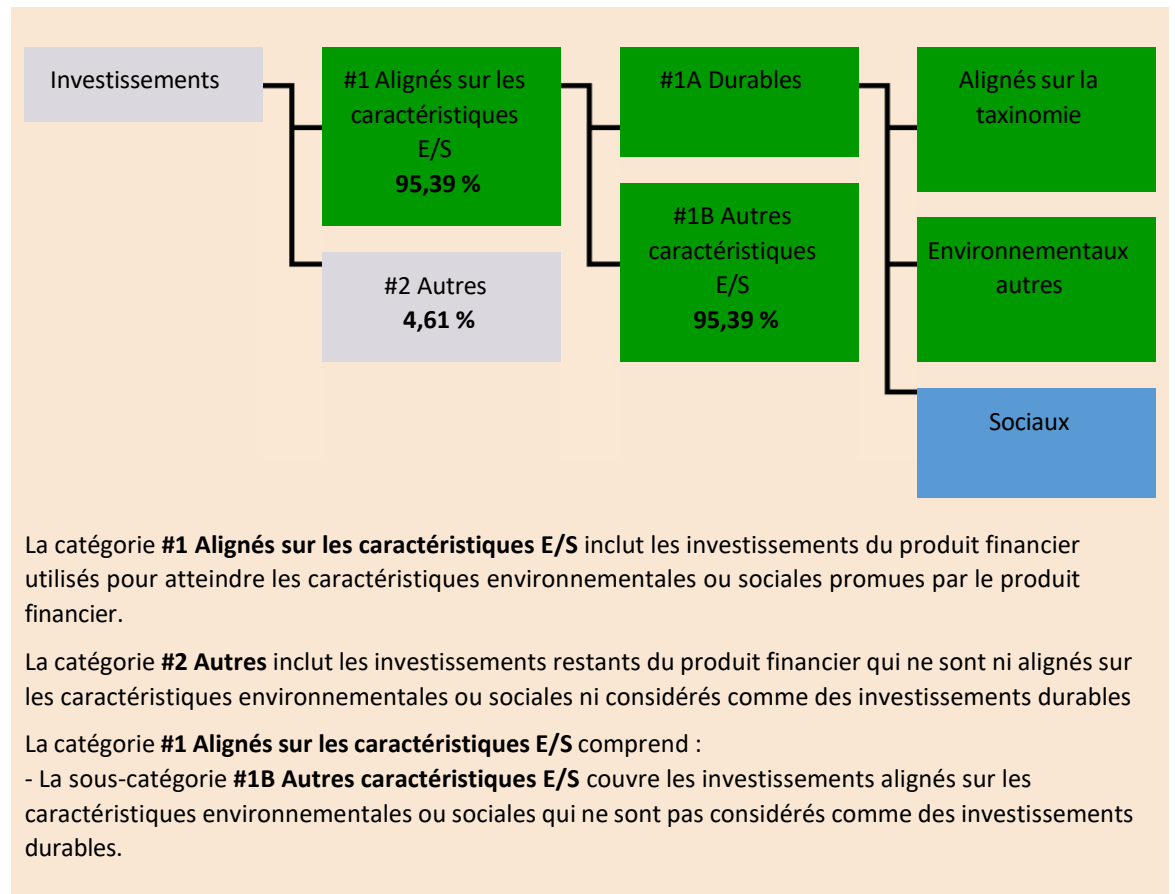 Investissements
#1 Alignés sur les
caractéristiques
E/S
95,39 %
#2 Autres
4,61 %
#1A Durables
#1B Autres
caractéristiques
E/S
95,39 %
Alignés sur la
taxinomie
Environnementaux
autres
Sociaux
La catégorie #1 Alignés sur les caractéristiques E/S inclut les investissements du produit financier
utilisés pour atteindre les caractéristiques environnementales ou sociales promues par le produit
financier.
La catégorie #2 Autres inclut les investissements restants du produit financier qui ne sont ni alignés sur
les caractéristiques environnementales ou sociales ni considérés comme des investissements durables
La catégorie #1 Alignés sur les caractéristiques E/S comprend :
- La sous-catégorie #1B Autres caractéristiques E/S couvre les investissements alignés sur les
caractéristiques environnementales ou sociales qui ne sont pas considérés comme des investissements
durables.